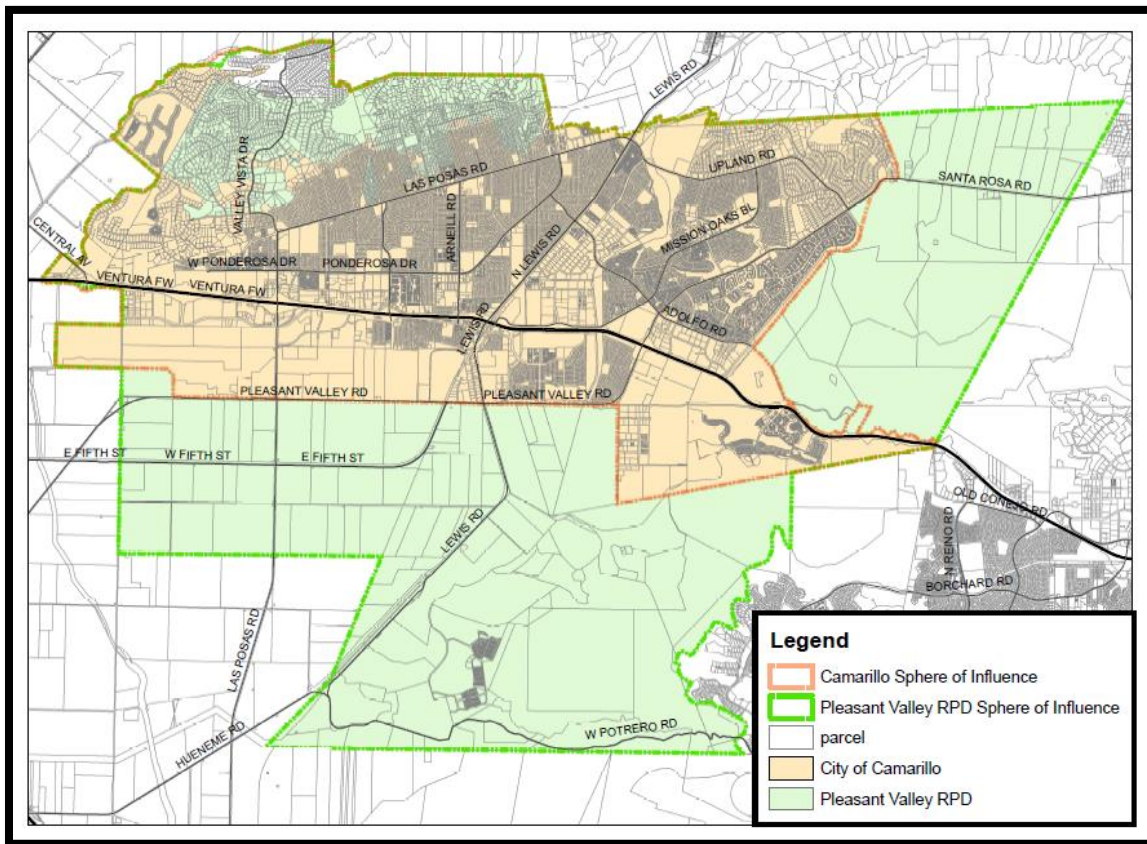 LEWIS RD
UPLAND RD
LAS POSAS RD
SANTA ROSA RD
VALLEY VISTA DR
ARNEILL RD
MISSION OAKS BL
N LEWIS RD
CENTRAL AV
W PONDEROSA DR
PONDEROSA DR
VENTURA FW
VENTURA FW
ADOLFO RD
LEWIS RD
PLEASANT VALLEY RD
PLEASANT VALLEY RD
E FIFTH ST
W FIFTH ST
E FIFTH ST
OLD CONEJO RD
LEWIS RD
N REINO RD
BORCHARD RD
LAS POSAS RD
HUENEME RD
W POTRERO RD
Legend
Camarillo Sphere of Influence
Pleasant Valley RPD Sphere of Influence
parcel
City of Camarillo
Pleasant Valley RPD